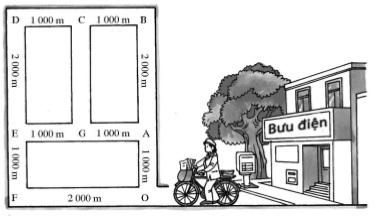 D 1 000 m C 1 000 m B
2 000 m 2 000 m
E 1 000 m G 1 000 m A
1 000 m 1 000 m
F 2 000 m O
Bưu điện